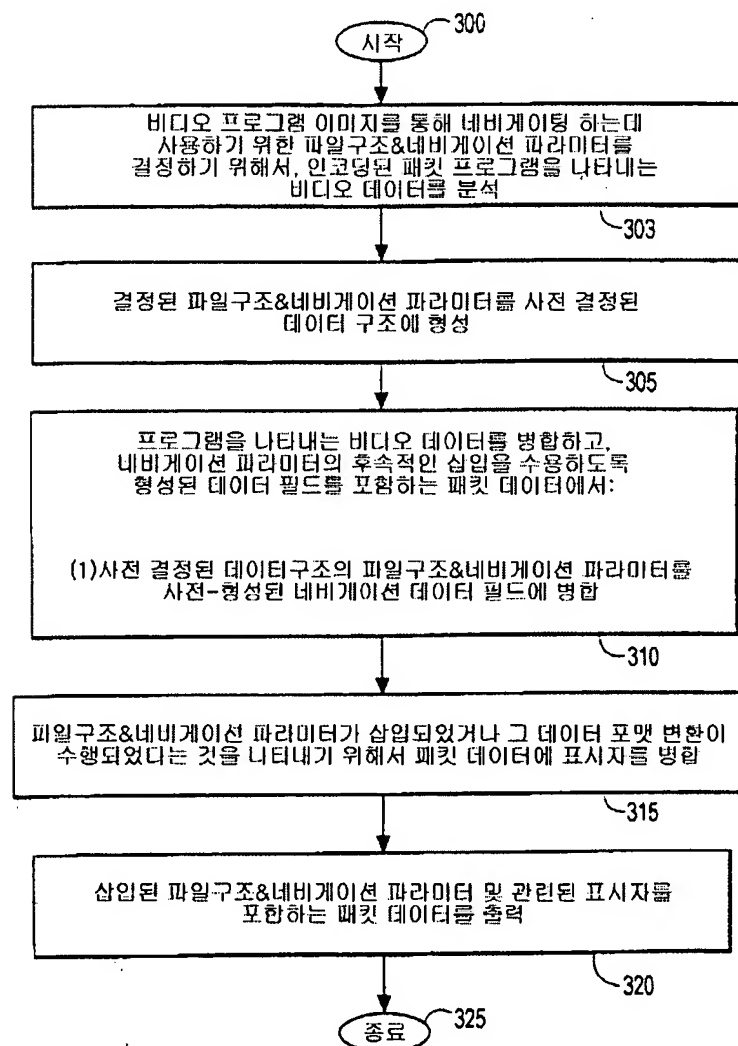 시작
300
비디오 프로그램 이미지를 통해 네비게이팅 하는데
사용하기 위한 파일구조&네비게이션 파라미터를
결정하기 위해서, 인코딩된 패킷 프로그램을 나타내는
비디오 데이터를 분석
303
결정된 파일구조&네비게이션 파라미터를 사전 결정된
데이터 구조에 형성
305
프로그램을 나타내는 비디오 데이터를 병합하고,
네비게이션 파라미터의 후속적인 삽입을 수용하도록
형성된 데이터 필드를 포함하는 패킷 데이터에서:
(1)사전 결정된 데이터구조의 파일구조&네비게이션 파라미터를
사전-형성된 네비게이션 데이터 필드에 병합
310
파일구조&네비게이션 파라미터가 삽입되었거나 그 데이터 포맷 변환이
수행되었다는 것을 나타내기 위해서 패킷 데이터에 표시자를 병합
315
삽입된 파일구조&네비게이션 파라미터 및 관련된 표시자를
포함하는 패킷 데이터를 출력
320
종료
325